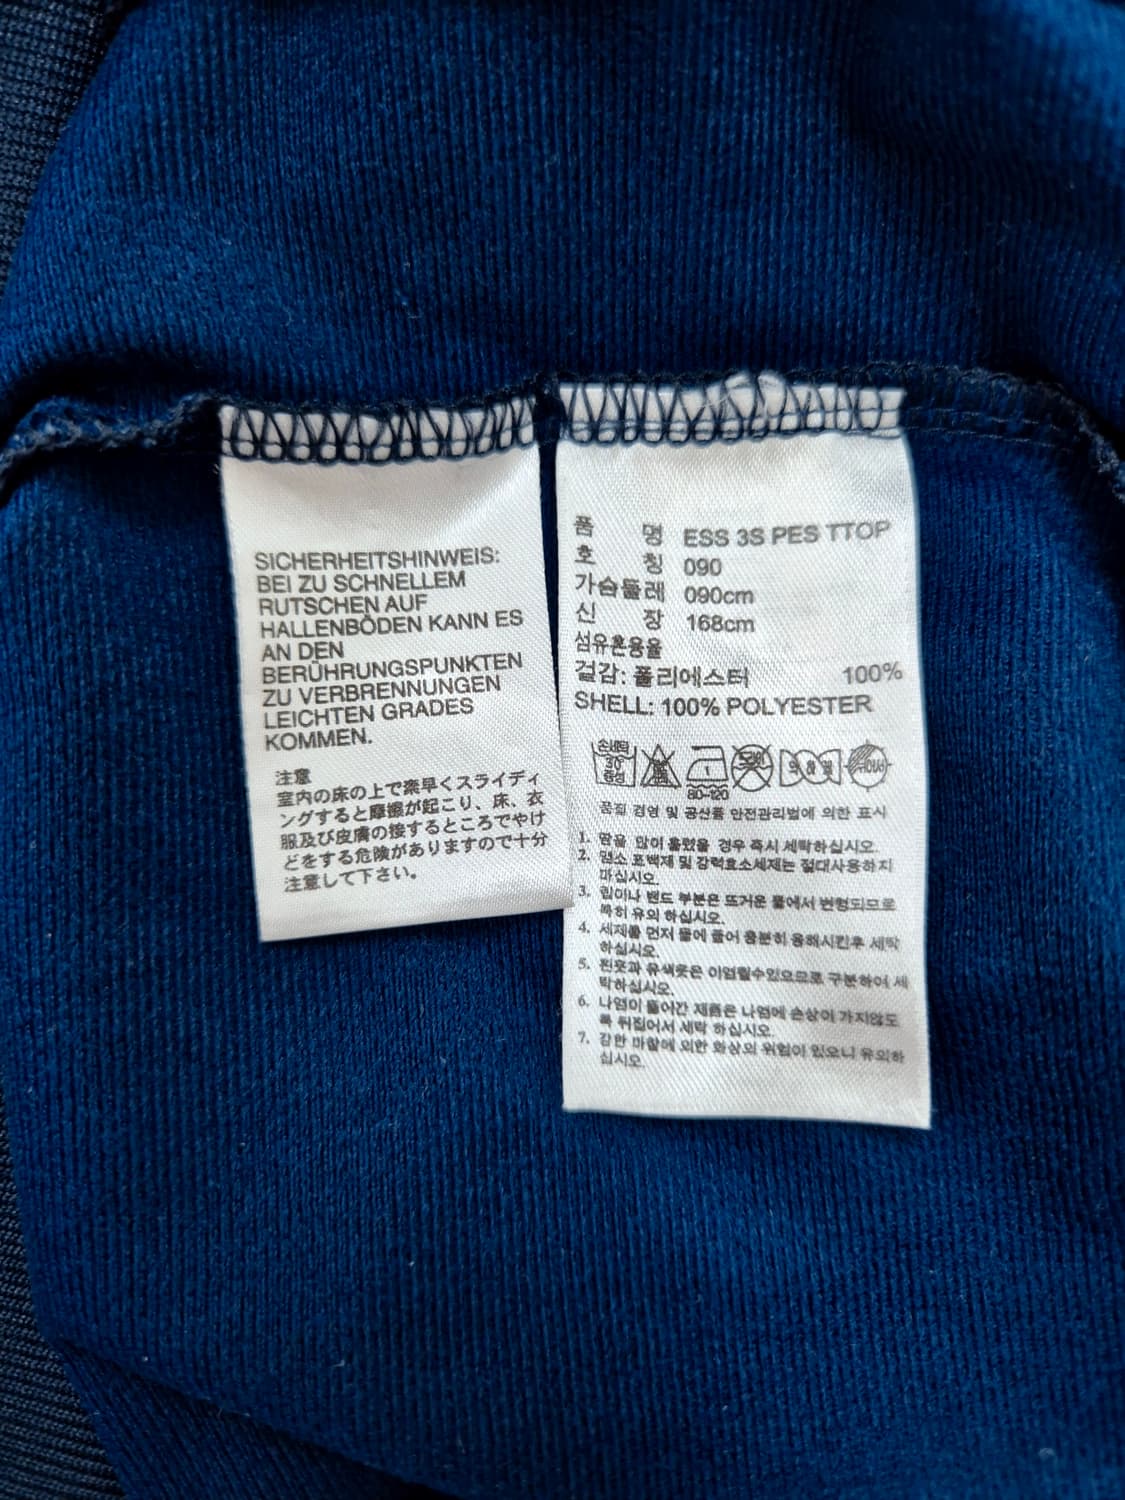 SICHERHEITSHINWEIS:
BEI ZU SCHNELLEM
RUTSCHEN AUF
HALLENBÖDEN KANN ES
AN DEN
BERÜHRUNGSPUNKTEN
ZU VERBRENNUNGEN
LEICHTEN GRADES
KOMMEN.
注意
室内の床の上で素早くスライディ
ングすると摩擦が起こり、床、衣
服及び皮膚の接するところでやけ
どをする危険がありますので十分
注意して下さい。
품 명 ESS 3S PES TTOP
호 칭 090
가슴둘레 090cm
신 장 168cm
섬유혼용율
겉감: 폴리에스터 100%
SHELL: 100% POLYESTER
손세탁
30
중성
80~120
품질 경영 및 공산품 안전관리법에 의한 표시
1. 땀을 많이 흘렸을 경우 즉시 세탁하십시오.
2. 염소 표백제 및 강력효소세제는 절대사용하지
마십시오.
3. 립이나 밴드 부분은 뜨거운 물에서 변형되므로
특히 유의 하십시오.
4. 세제를 먼저 물에 풀어 충분히 용해시킨후 세탁
하십시오.
5. 흰옷과 유색옷은 이염될수있으므로 구분하여 세
탁하십시오.
6. 나염이 들어간 제품은 나염에 손상이 가지않도
록 뒤집어서 세탁 하십시오.
7. 강한 마찰에 의한 화상의 위험이 있으니 유의하
십시오.